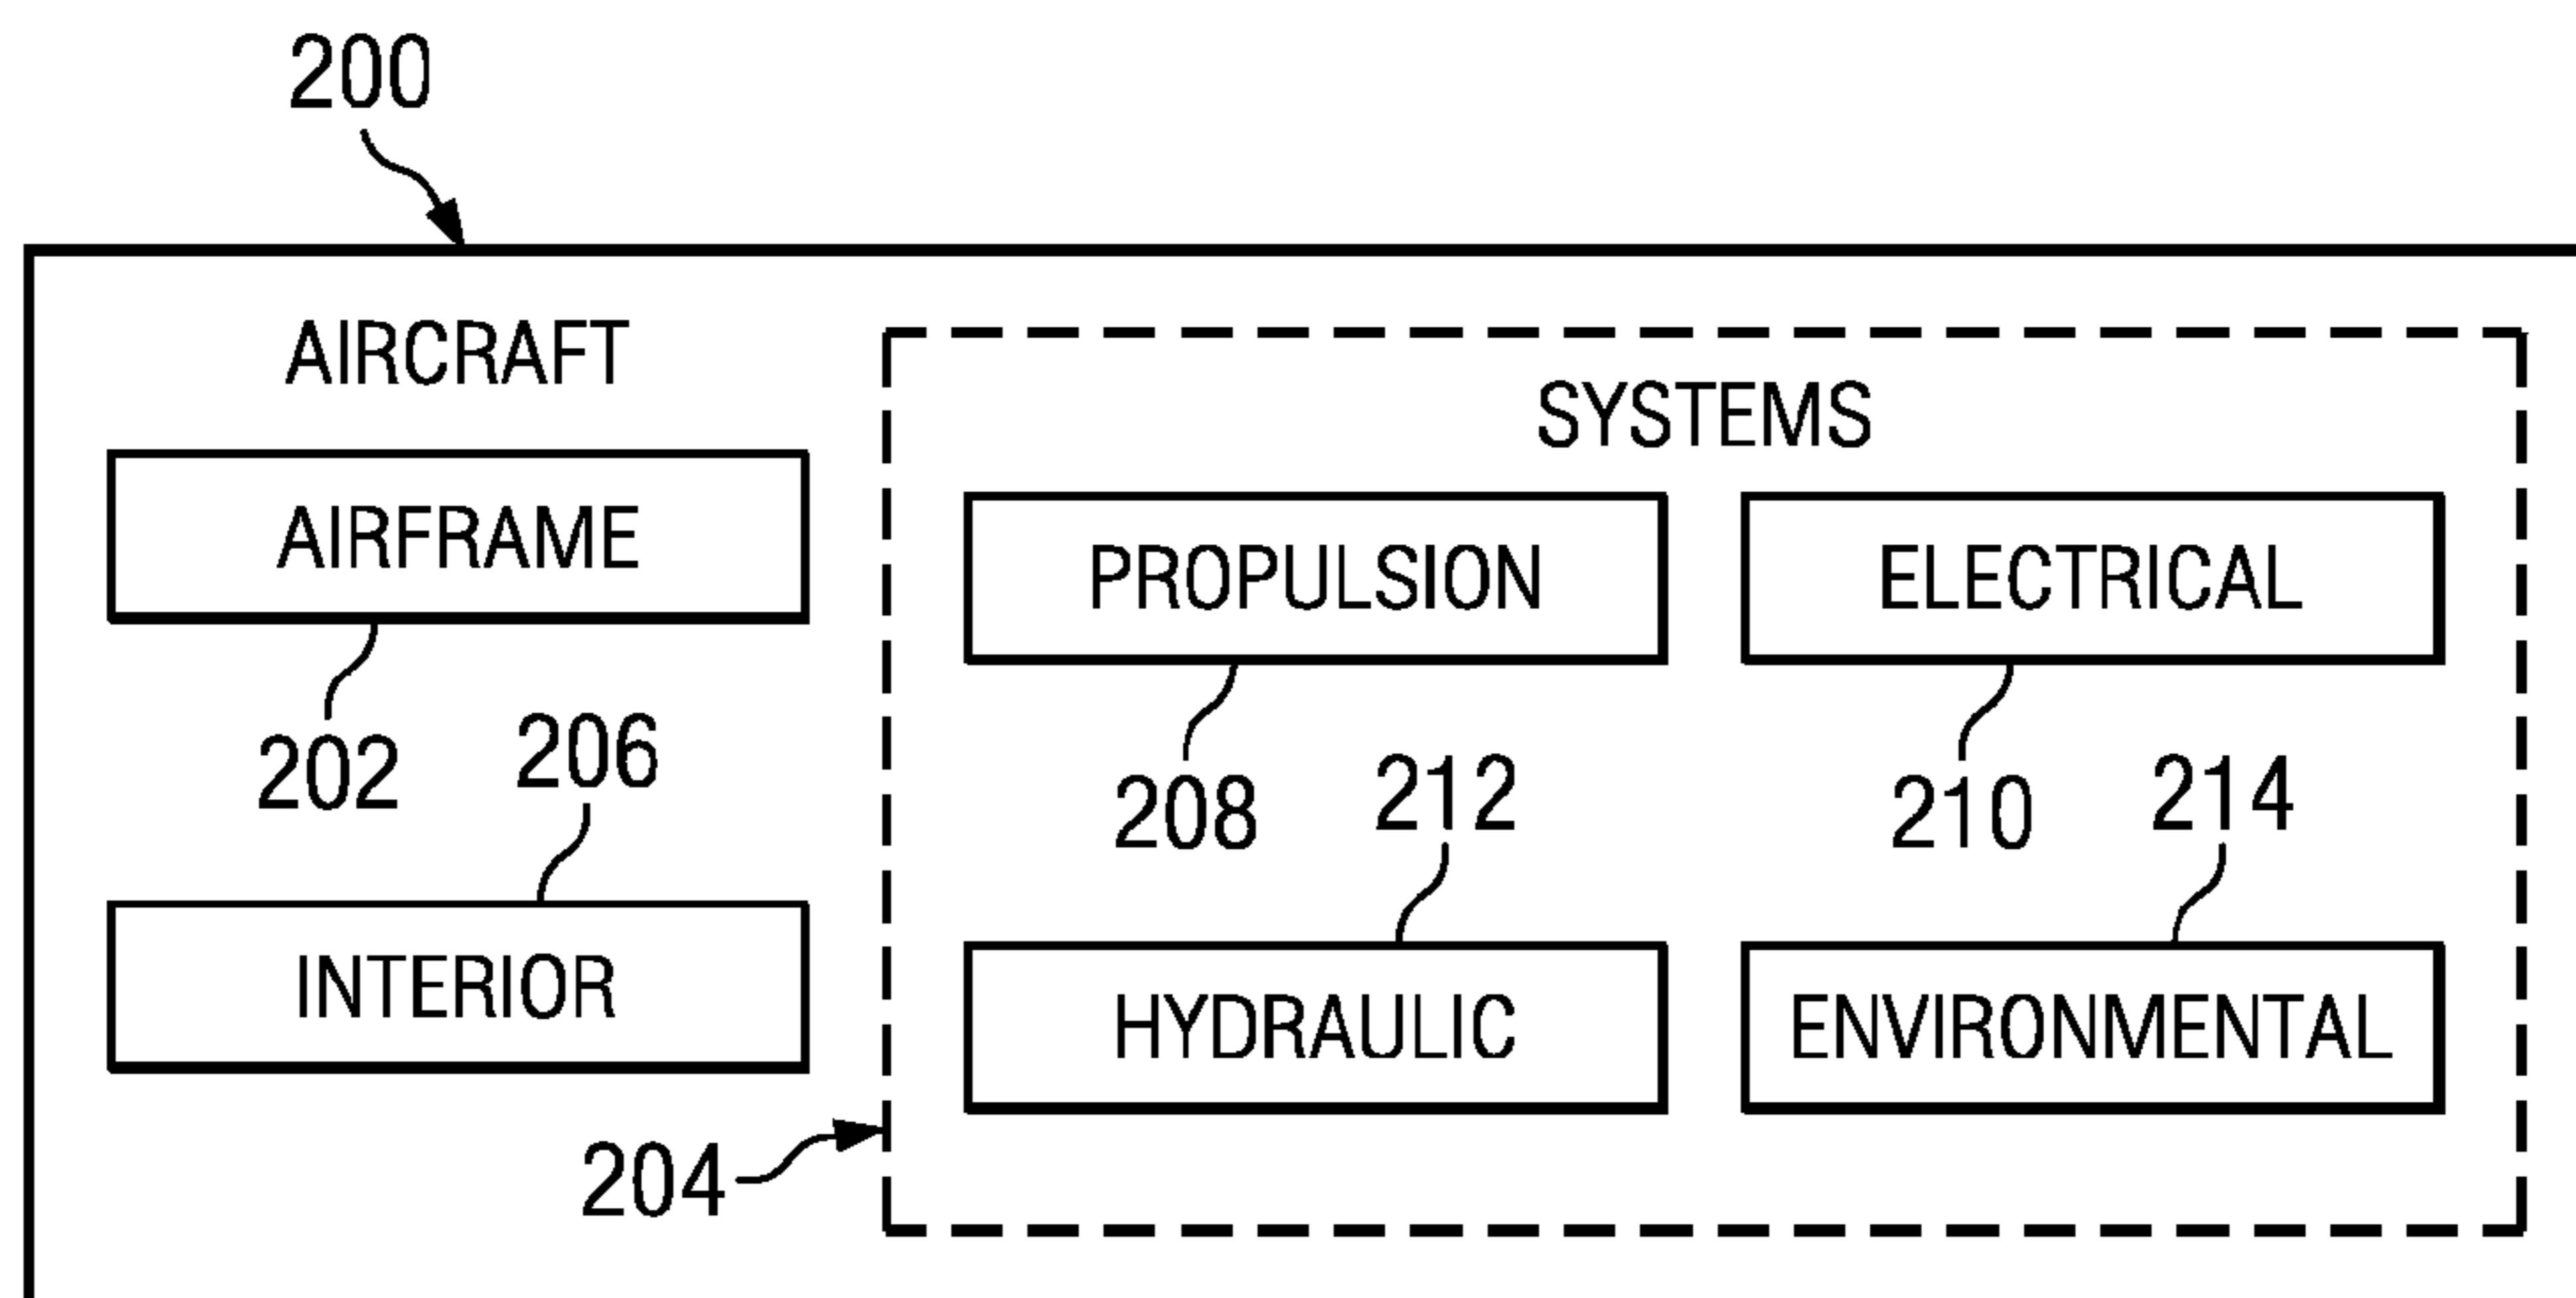 200
AIRCRAFT
SYSTEMS
AIRFRAME
PROPULSION
ELECTRICAL
202
206
208
212
210
214
INTERIOR
HYDRAULIC
ENVIRONMENTAL
204